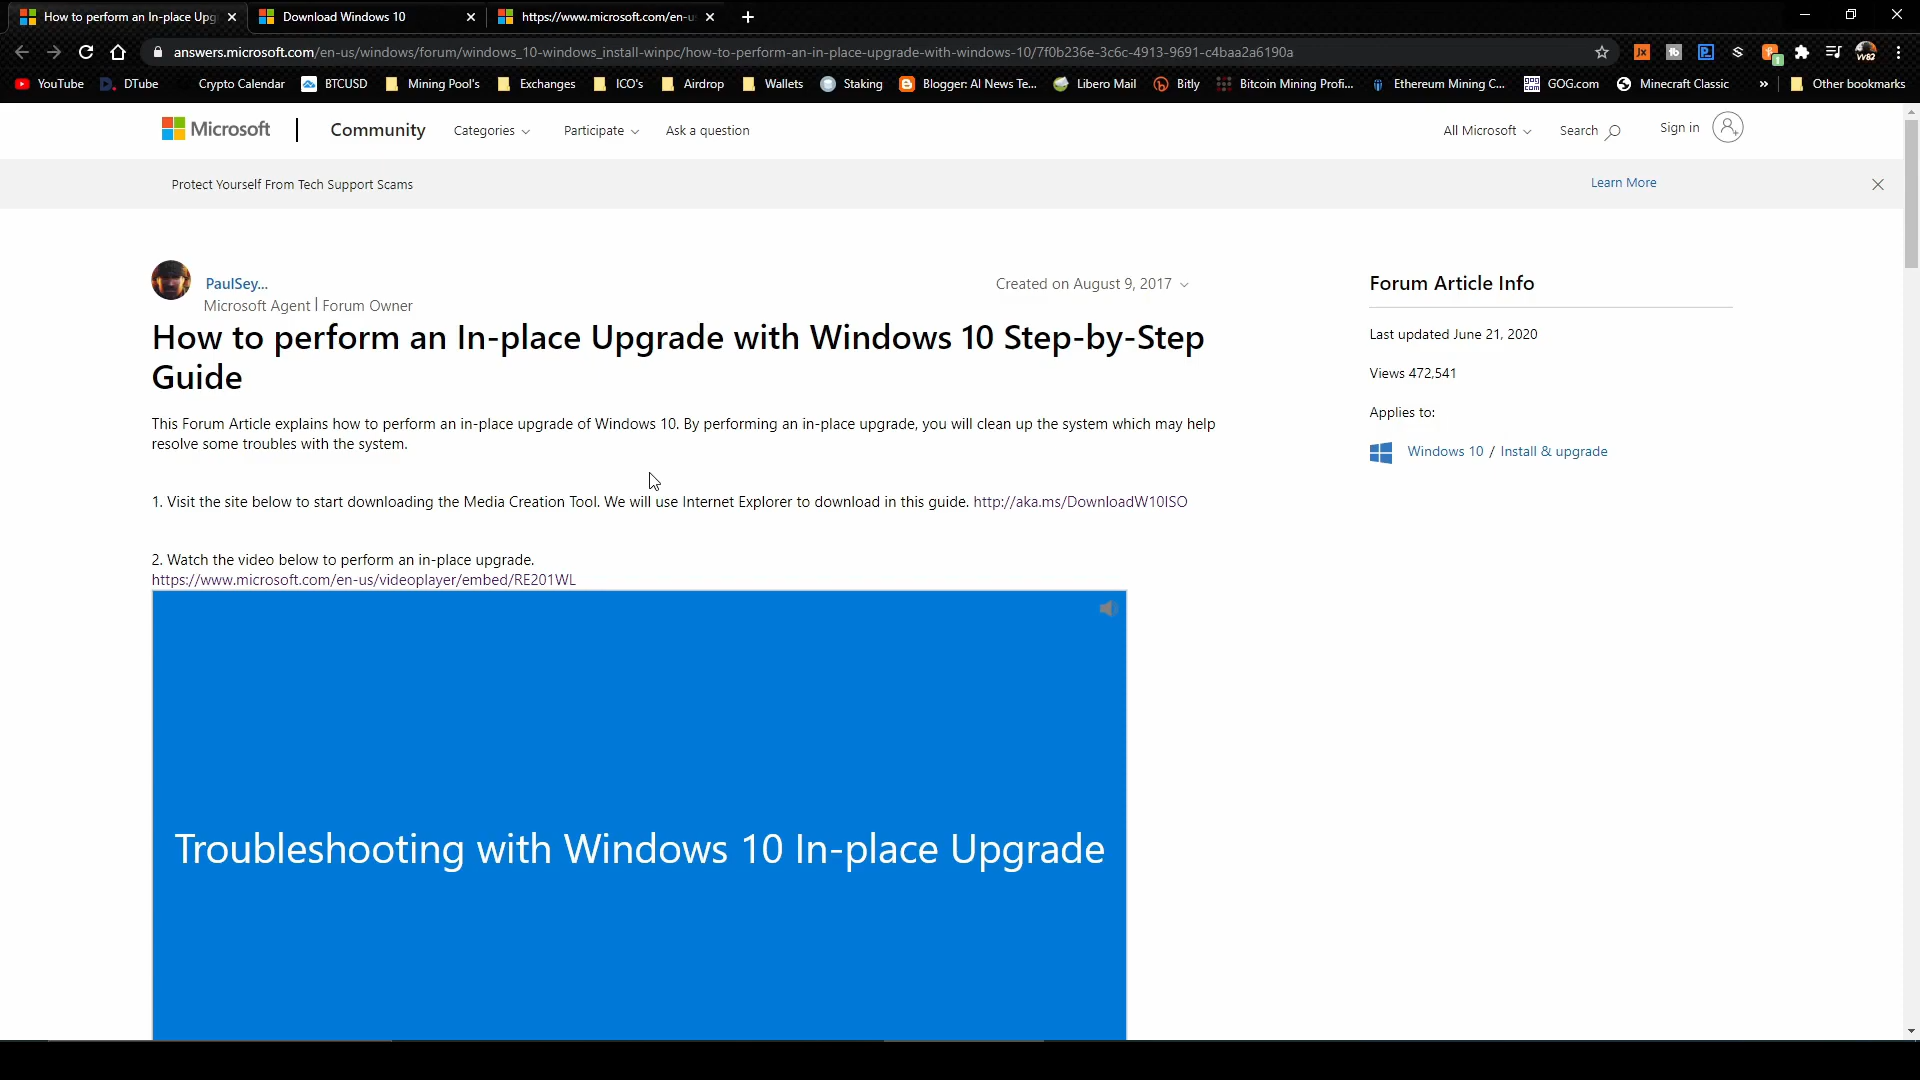 How to perform an In-place Upg
Download Windows 10
https://www.microsoft.com/en-u
answers.microsoft.com/en-us/windows/forum/windows_10-windows_install-winpc/how-to-perform-an-in-place-upgrade-with-windows-10/7f0b236e-3c6c-4913-9691-c4baa2a6190a
YouTube DTube Crypto Calendar BTCUSD Mining Pool's Exchanges ICO's Airdrop Wallets Staking Blogger: AI News Te... Libero Mail Bitly Bitcoin Mining Profi... Ethereum Mining C... GOG.com Minecraft Classic » Other bookmarks
Microsoft Community Categories Participate Ask a question All Microsoft Search Sign in
Protect Yourself From Tech Support Scams Learn More
PaulSey...
Microsoft Agent | Forum Owner
Created on August 9, 2017
How to perform an In-place Upgrade with Windows 10 Step-by-Step
Guide
This Forum Article explains how to perform an in-place upgrade of Windows 10. By performing an in-place upgrade, you will clean up the system which may help
resolve some troubles with the system.
1. Visit the site below to start downloading the Media Creation Tool. We will use Internet Explorer to download in this guide. http://aka.ms/DownloadW10ISO
2. Watch the video below to perform an in-place upgrade.
https://www.microsoft.com/en-us/videoplayer/embed/RE201WL
Troubleshooting with Windows 10 In-place Upgrade
Forum Article Info
Last updated June 21, 2020
Views 472,541
Applies to:
Windows 10 / Install & upgrade